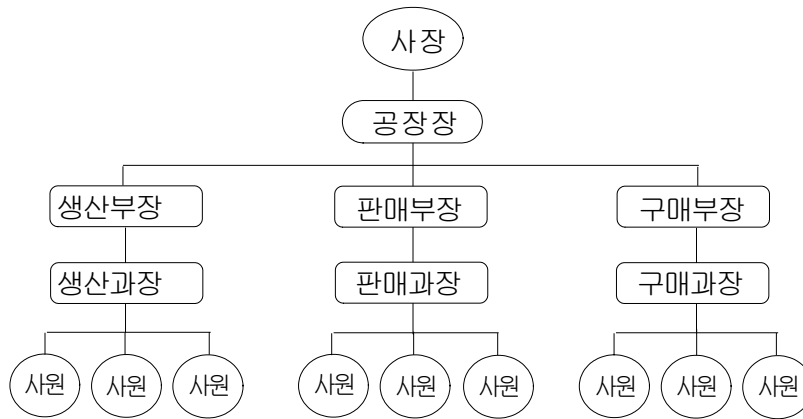 사장
공장장
생산부장 판매부장 구매부장
생산과장 판매과장 구매과장
사원 사원 사원 사원 사원 사원 사원 사원 사원